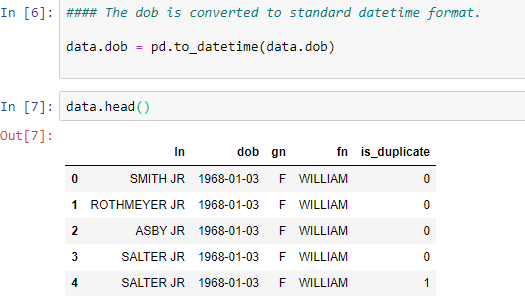 In [6]: #### The dob is converted to standard datetime format.
data.dob = pd.to_datetime(data.dob)
In [7]: data.head()
Out[7]:
ln dob gn fn is_duplicate
0 SMITH JR 1968-01-03 F WILLIAM 0
1 ROTHMEYER JR 1968-01-03 F WILLIAM 0
2 ASBY JR 1968-01-03 F WILLIAM 0
3 SALTER JR 1968-01-03 F WILLIAM 0
4 SALTER JR 1968-01-03 F WILLIAM 1